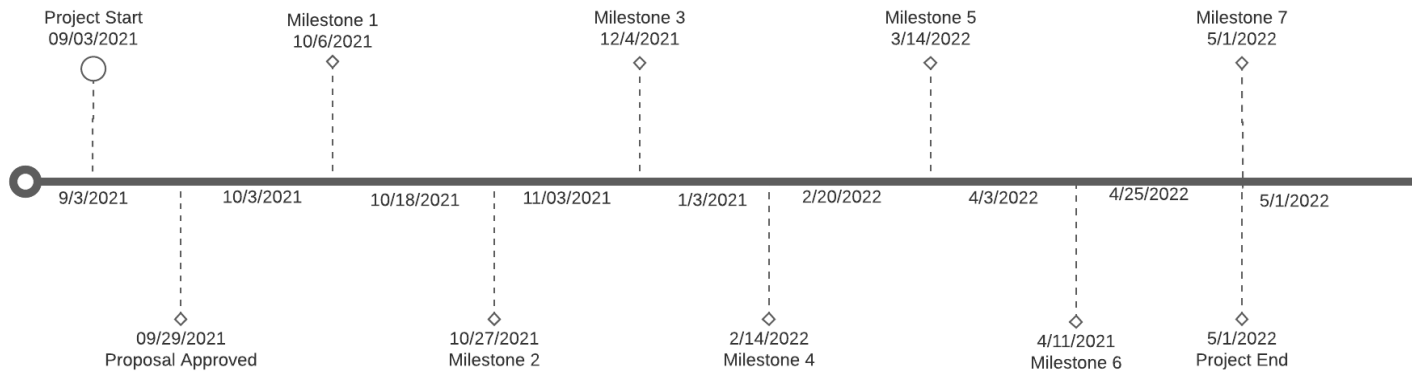 Project Start
09/03/2021
Milestone 1
10/6/2021
Milestone 3
12/4/2021
Milestone 5
3/14/2022
Milestone 7
5/1/2022
9/3/2021
10/3/2021
10/18/2021
11/03/2021
1/3/2021
2/20/2022
4/3/2022
4/25/2022
5/1/2022
09/29/2021
Proposal Approved
10/27/2021
Milestone 2
2/14/2022
Milestone 4
4/11/2021
Milestone 6
5/1/2022
Project End